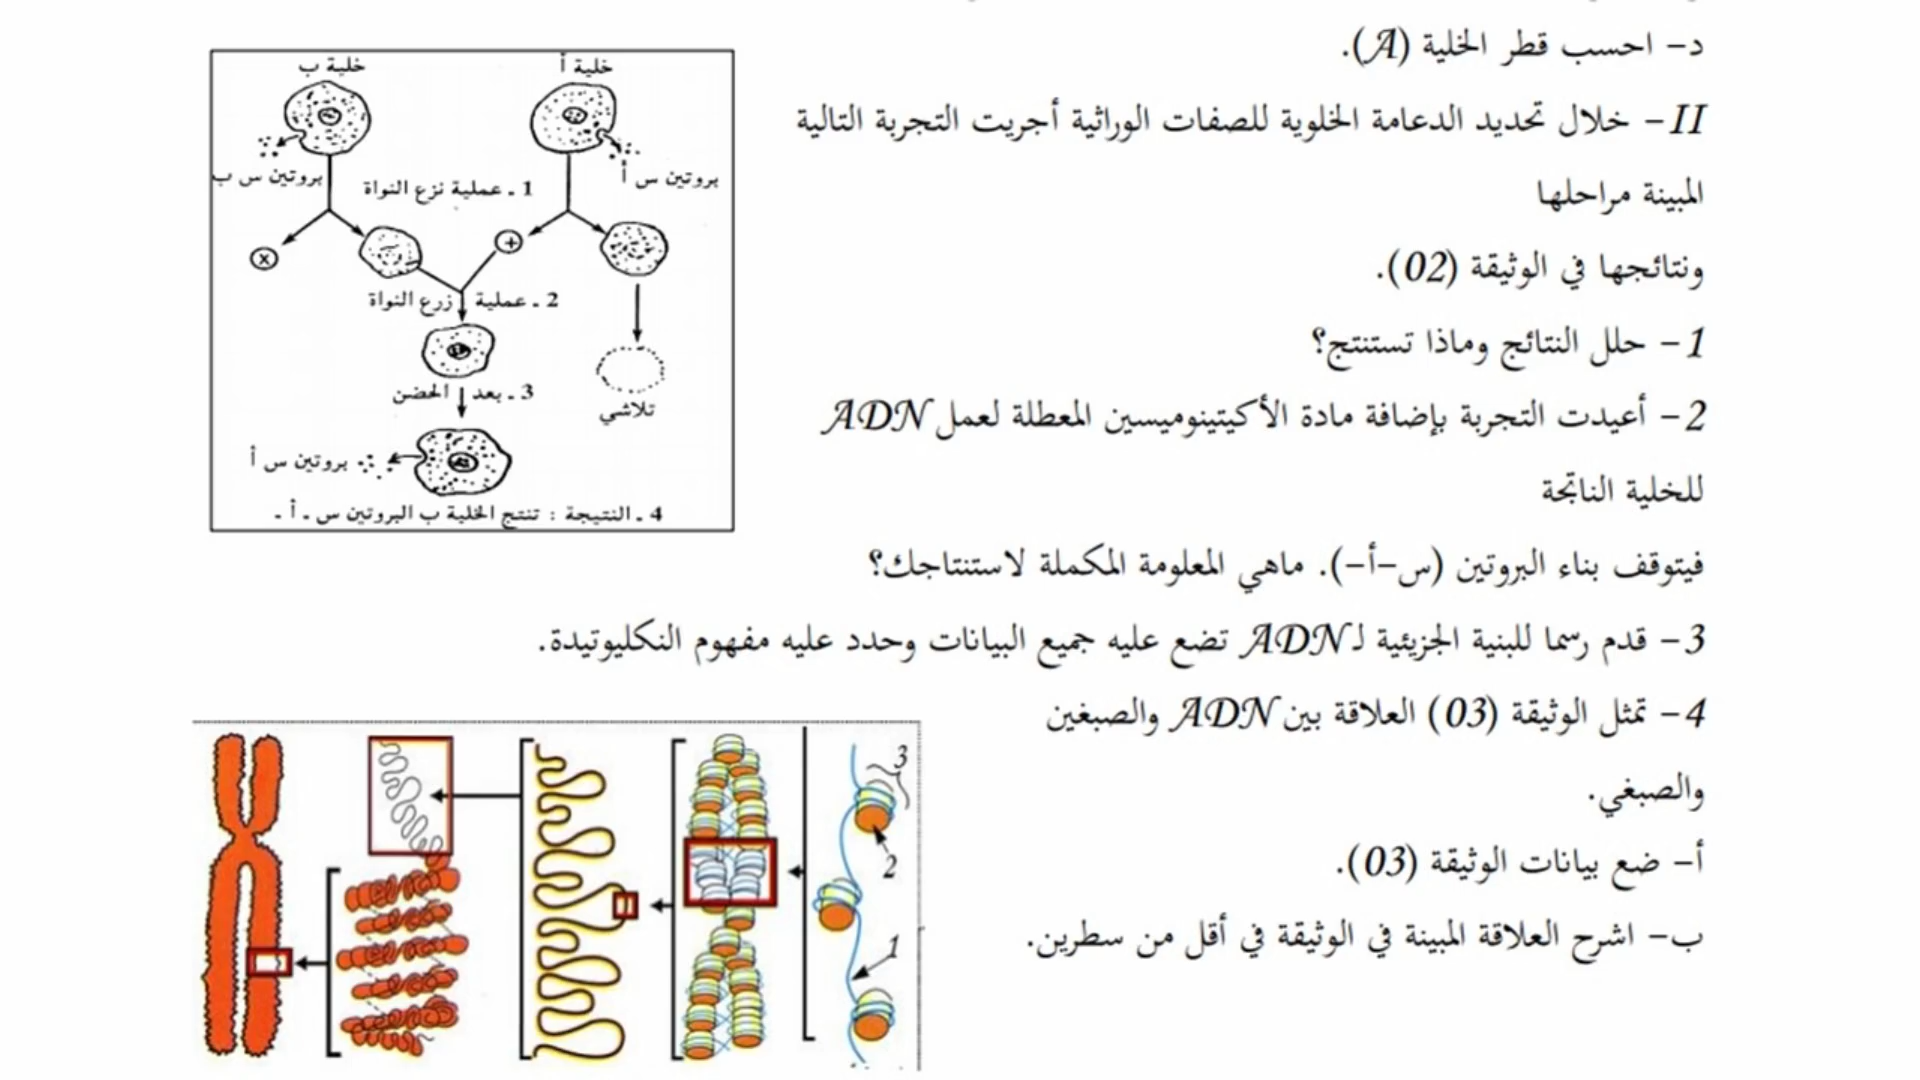 د- احسب قطر الخلية (A).
II- خلال تحديد الدعامة الخلوية للصفات الوراثية أجريت التجربة التالية
المبينة مراحلها
ونتائجها في الوثيقة (02).
1- حلل النتائج وماذا تستنتج؟
2- أعيدت التجربة بإضافة مادة الأكيتينوميسين المعطلة لعمل ADN
للخلية الناتجة
فيتوقف بناء البروتين (س-أ-). ماهي المعلومة المكملة لاستنتاجك؟
3- قدم رسما للبنية الجزيئية لـ ADN تضع عليه جميع البيانات وحدد عليه مفهوم النكليوتيدة.
4- تمثل الوثيقة (03) العلاقة بين ADN والصبغين
والصبغي.
أ- ضع بيانات الوثيقة (03).
ب- اشرح العلاقة المبينة في الوثيقة في أقل من سطرين.
خلية أ
خلية ب
بروتين س أ
بروتين س ب
1 ـ عملية نزع النواة
+
x
2 ـ عملية زرع النواة
3 ـ بعد الحضن
تلاشي
بروتين س أ
4 ـ النتيجة : تنتج الخلية ب البروتين س ـ أ ـ
3
2
1